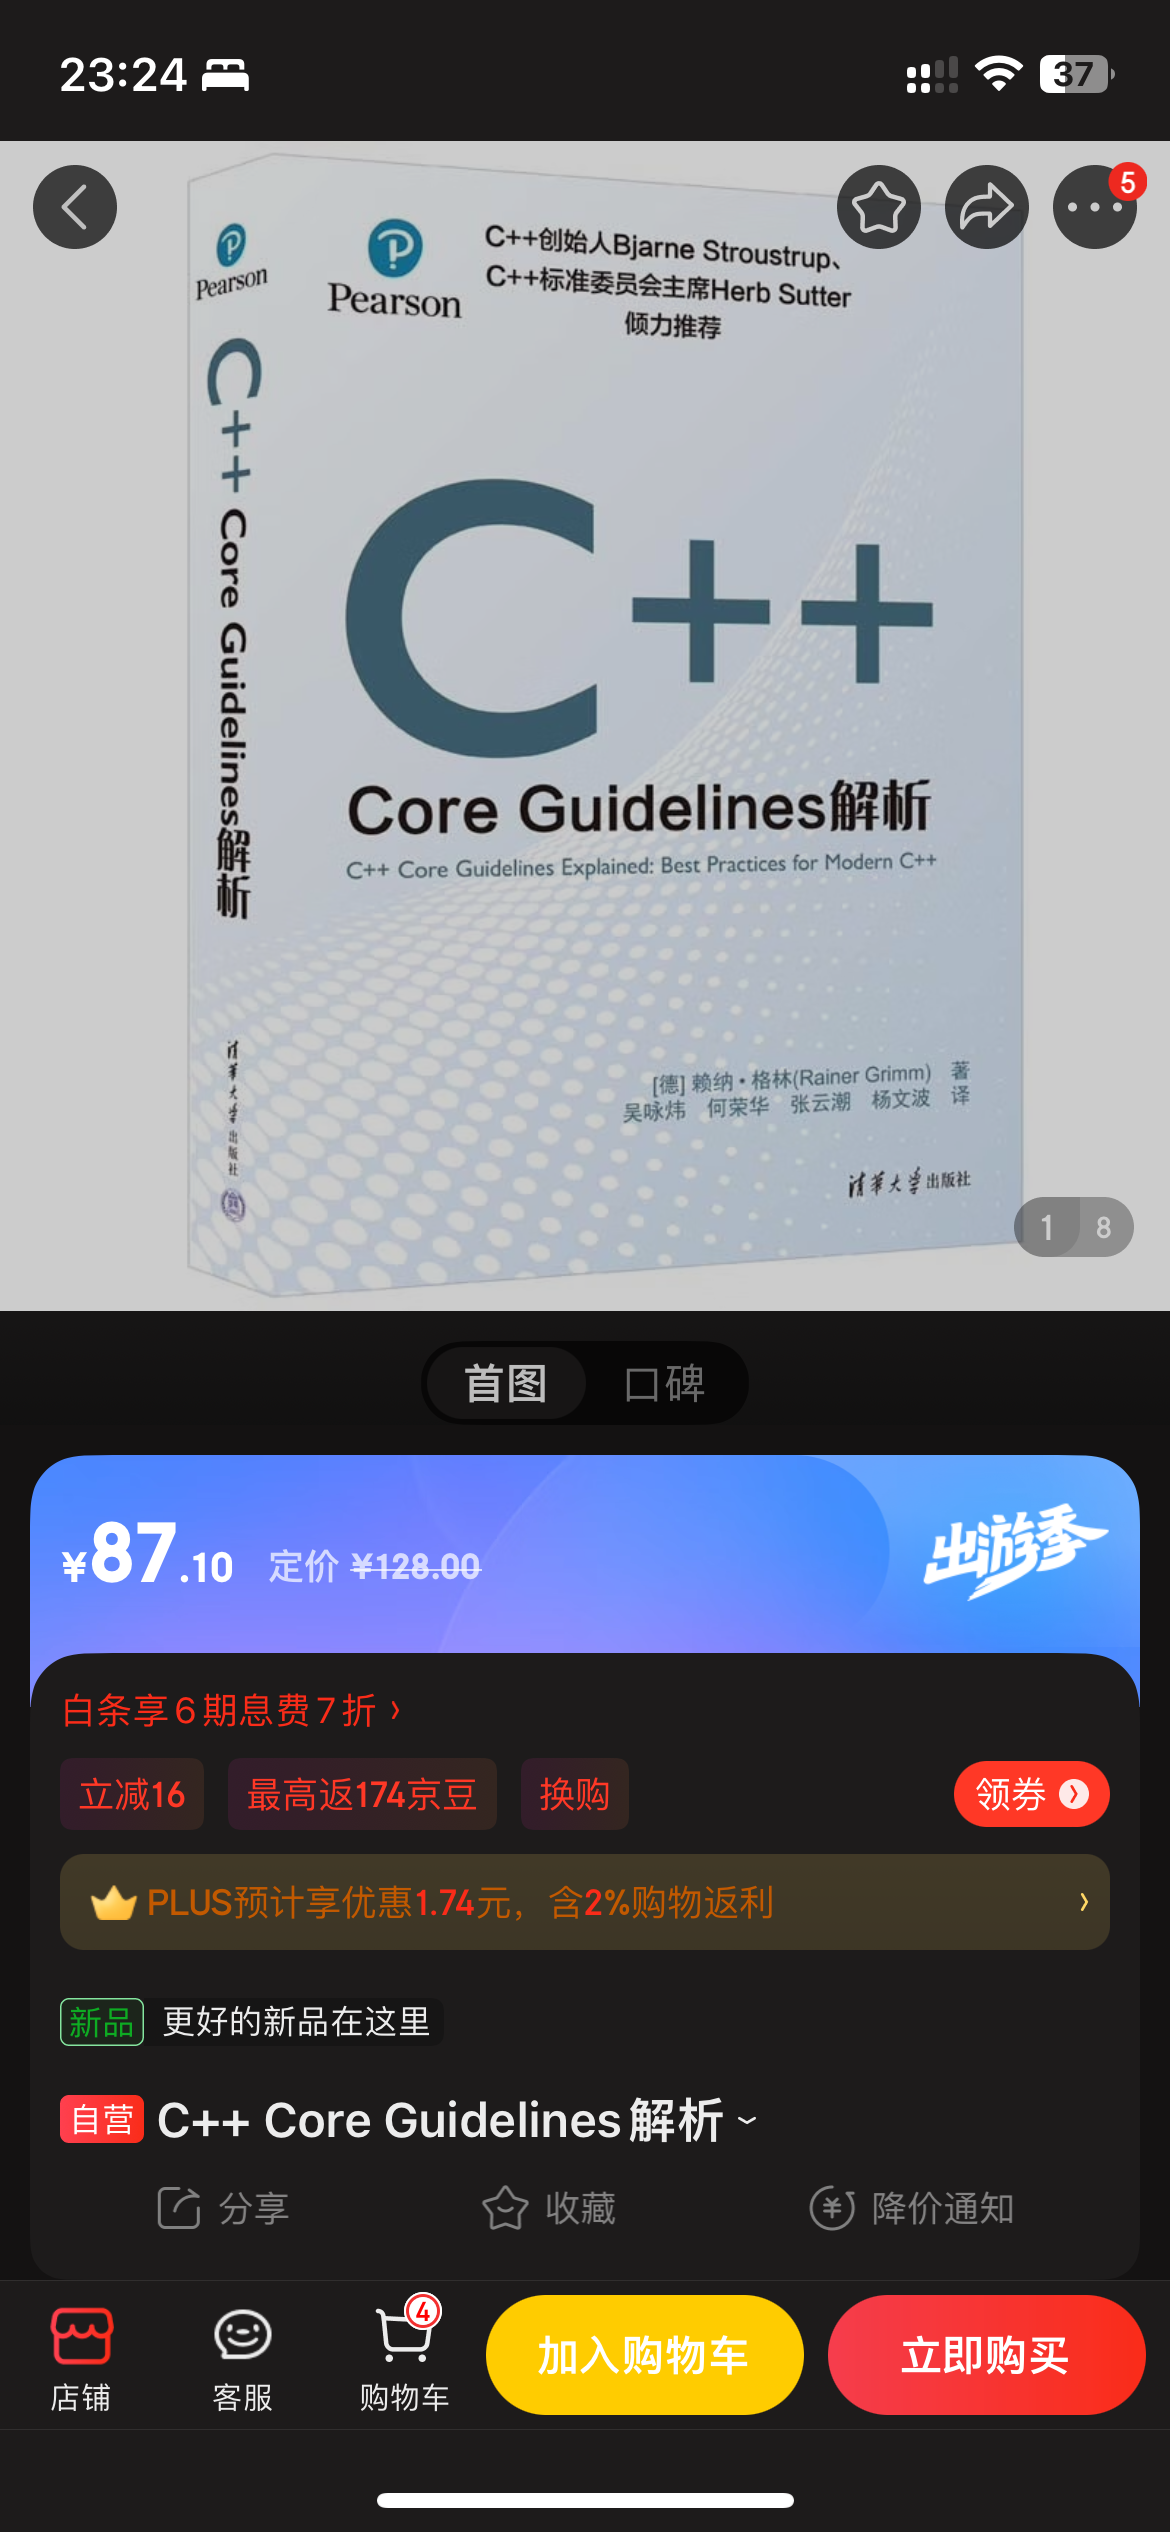 23:24
37
5
Pearson
C++ Core Guidelines解析
清华大学出版社
Pearson
C++创始人Bjarne Stroustrup、
C++标准委员会主席Herb Sutter
倾力推荐
C++
Core Guidelines解析
C++ Core Guidelines Explained: Best Practices for Modern C++
[德] 赖纳·格林(Rainer Grimm) 著
吴咏炜 何荣华 张云潮 杨文波 译
清华大学出版社
1 8
首图 口碑
¥87.10 定价 ¥128.00
出游季
白条享6期息费7折 ›
立减16 最高返174京豆 换购 领券
PLUS预计享优惠1.74元，含2%购物返利 ›
新品 更好的新品在这里
自营 C++ Core Guidelines解析
分享 收藏 降价通知
4
店铺 客服 购物车 加入购物车 立即购买